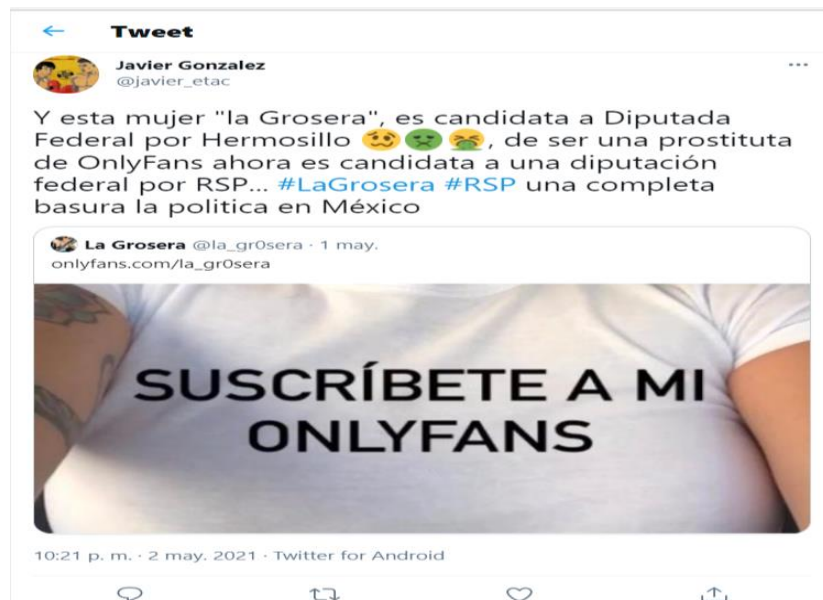 Tweet
Javier Gonzalez
@javier_etac
Y esta mujer "la Grosera", es candidata a Diputada
Federal por Hermosillo 🥴🤢🤮, de ser una prostituta
de OnlyFans ahora es candidata a una diputación
federal por RSP... #LaGrosera #RSP una completa
basura la politica en México
La Grosera @la_gr0sera · 1 may.
onlyfans.com/la_gr0sera
SUSCRÍBETE A MI
ONLYFANS
10:21 p. m. · 2 may. 2021 · Twitter for Android